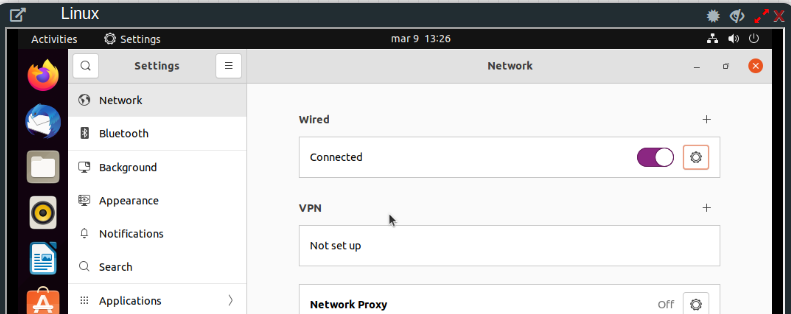 Linux
Activities Settings mar 9 13:26
Settings
Network
Network
Bluetooth
Background
Appearance
Notifications
Search
Applications
Wired
Connected
VPN
Not set up
Network Proxy Off